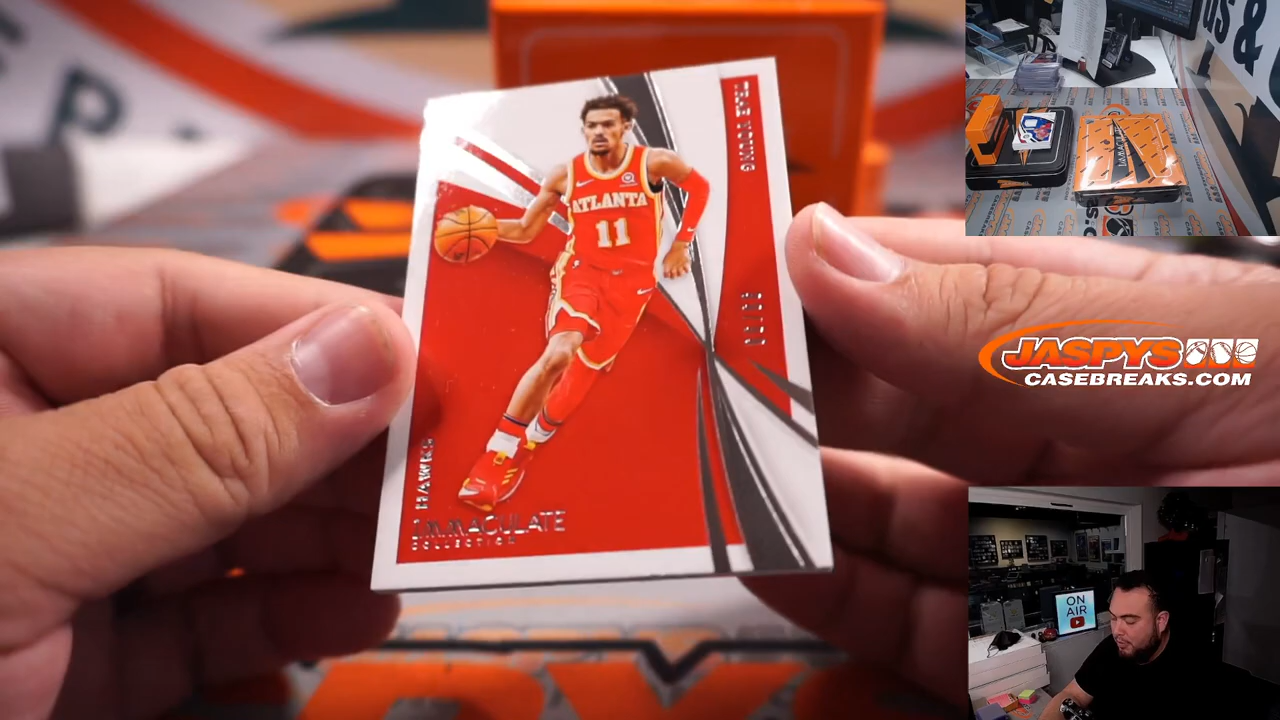 TRAE YOUNG
ATLANTA
11
HAWKS
IMMACULATE
COLLECTION
JASPYS
CASEBREAKS.COM
ON
AIR